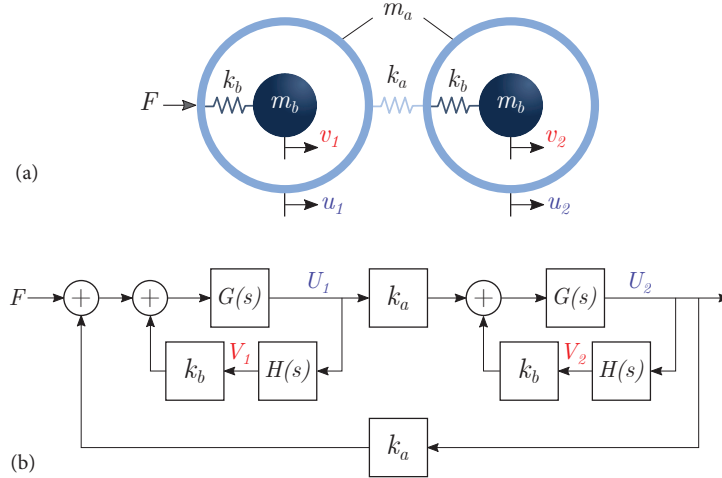 m_a
k_b
k_a
k_b
F
m_b
m_b
v_1
v_2
(a)
u_1
u_2
F
+
+
G(s)
U_1
k_a
+
G(s)
U_2
k_b
V_1
H(s)
k_b
V_2
H(s)
k_a
(b)